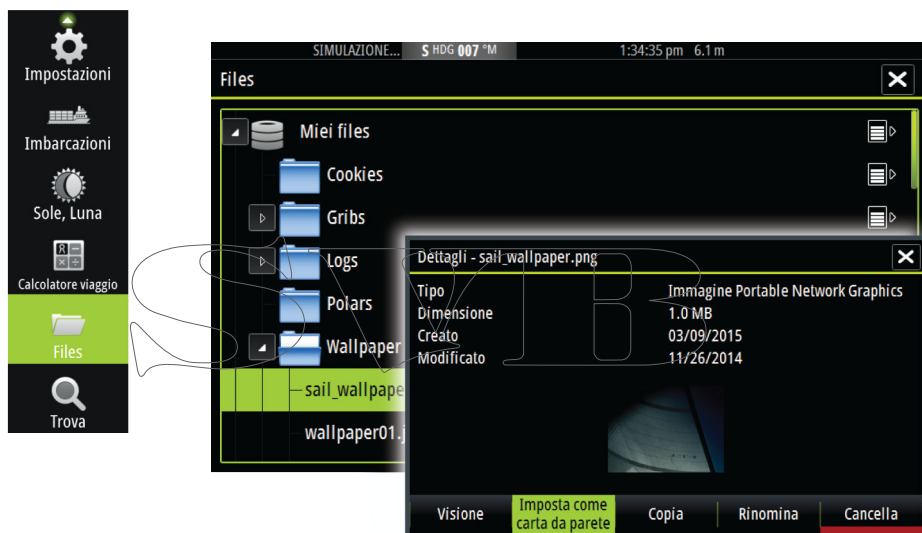 Impostazioni
Imbarcazioni
Sole, Luna
Calcolatore viaggio
Files
Trova
SIMULAZIONE... S HDG 007 °M 1:34:35 pm 6.1 m
Files
Miei files
Cookies
Gribs
Logs
Polars
Wallpaper
sail_wallpape
wallpaper01.j
Dettagli - sail_wallpaper.png
Tipo Immagine Portable Network Graphics
Dimensione 1.0 MB
Creato 03/09/2015
Modificato 11/26/2014
Visione
Imposta come
carta da parete
Copia
Rinomina
Cancella